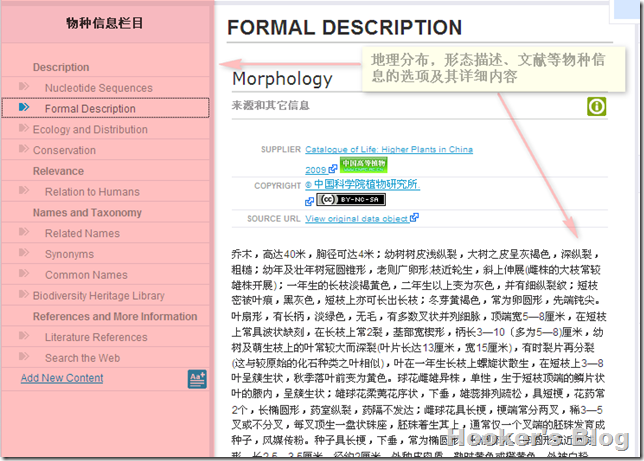 物种信息栏目
Description
Nucleotide Sequences
Formal Description
Ecology and Distribution
Conservation
Relevance
Relation to Humans
Names and Taxonomy
Related Names
Synonyms
Common Names
Biodiversity Heritage Library
References and More Information
Literature References
Search the Web
Add New Content
FORMAL DESCRIPTION
地理分布，形态描述、文献等物种信
息的选项及其详细内容
Morphology
来源和其它信息
SUPPLIER Catalogue of Life: Higher Plants in China
2009 中国高等植物
COPYRIGHT © 中国科学院植物研究所
(cc) BY-NC-SA
SOURCE URL View original data object
乔木，高达40米，胸径可达4米；幼树树皮浅纵裂，大树之皮呈灰褐色，深纵裂，
粗糙；幼年及壮年树冠圆锥形，老则广卵形;枝近轮生，斜上伸展(雌株的大枝常较
雄株开展)；一年生的长枝淡褐黄色，二年生以上变为灰色，并有细纵裂纹；短枝
密被叶痕，黑灰色，短枝上亦可长出长枝；冬芽黄褐色，常为卵圆形，先端钝尖。
叶扇形，有长柄，淡绿色，无毛，有多数叉状并列细脉，顶端宽5—8厘米，在短枝
上常具波状缺刻，在长枝上常2裂，基部宽楔形，柄长3—10（多为5—8)厘米，幼
树及萌生枝上的叶常较大而深裂(叶片长达13厘米，宽15厘米)，有时裂片再分裂
(这与较原始的化石种类之叶相似)，叶在一年生长枝上螺旋状散生，在短枝上3—8
叶呈簇生状，秋季落叶前变为黄色。球花雌雄异株，单性，生于短枝顶端的鳞片状
叶的腋内，呈簇生状；雄球花柔荑花序状，下垂，雄蕊排列疏松，具短梗，花药常
2个，长椭圆形，药室纵裂，药隔不发达；雌球花具长梗，梗端常分两叉，稀3—5
叉或不分叉，每叉顶生一盘状珠座，胚珠着生其上，通常仅一个叉端的胚珠发育成
种子，风媒传粉。种子具长梗，下垂，常为椭圆形
Hooker's Blog